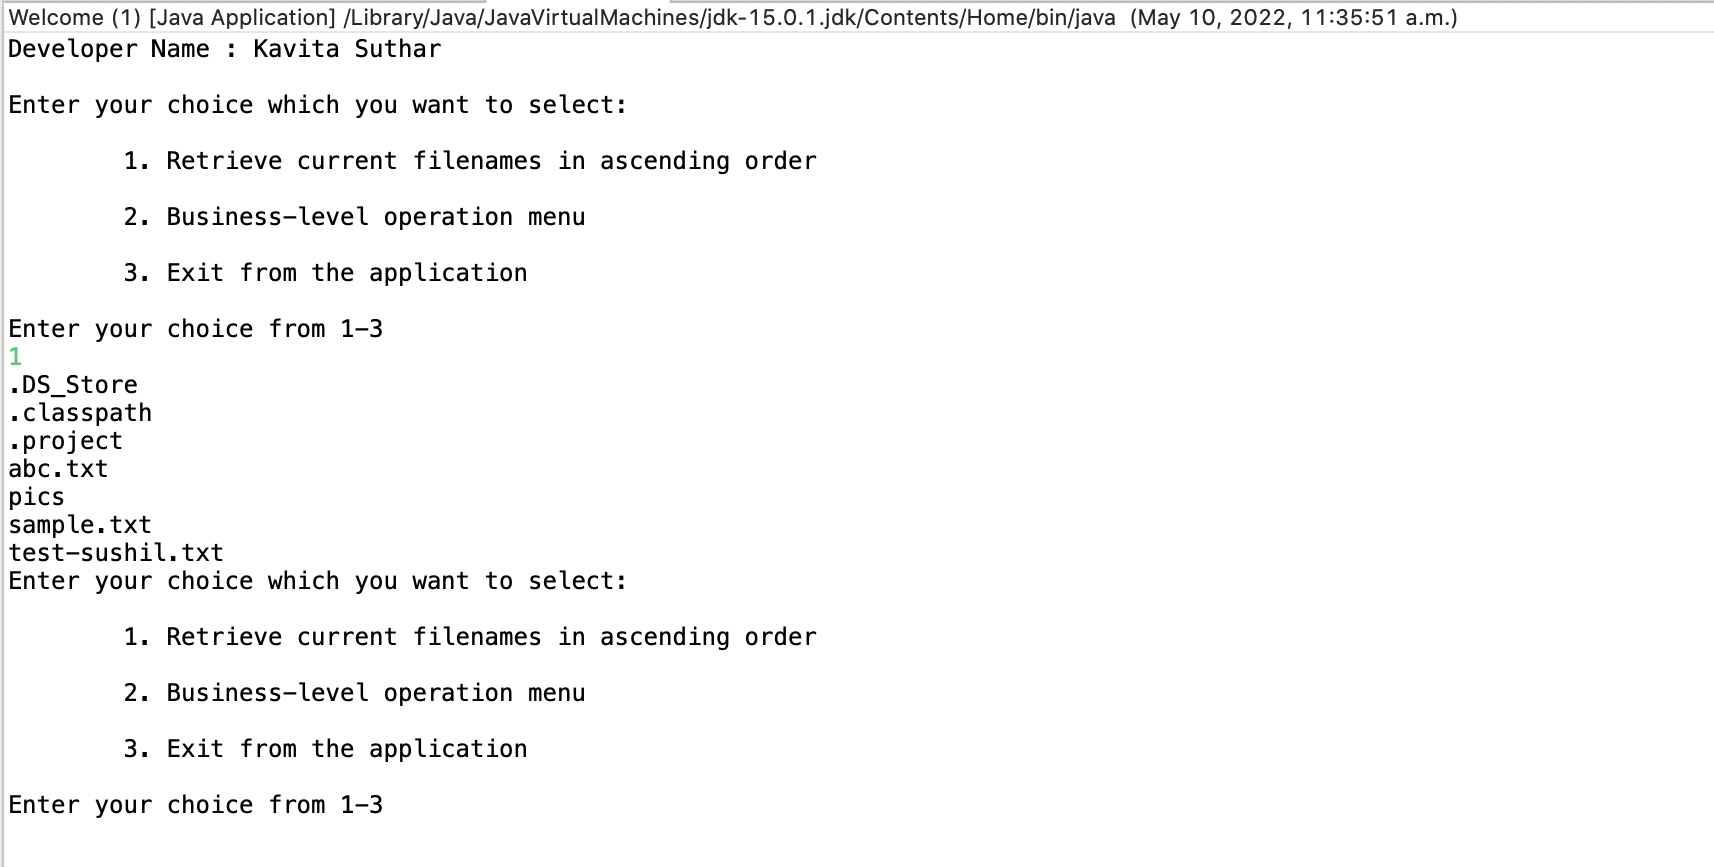 Welcome (1) [Java Application] /Library/Java/JavaVirtualMachines/jdk-15.0.1.jdk/Contents/Home/bin/java (May 10, 2022, 11:35:51 a.m.)
Developer Name : Kavita Suthar
Enter your choice which you want to select:
1. Retrieve current filenames in ascending order
2. Business-level operation menu
3. Exit from the application
Enter your choice from 1-3
1
.DS_Store
.classpath
.project
abc.txt
pics
sample.txt
test-sushil.txt
Enter your choice which you want to select:
1. Retrieve current filenames in ascending order
2. Business-level operation menu
3. Exit from the application
Enter your choice from 1-3